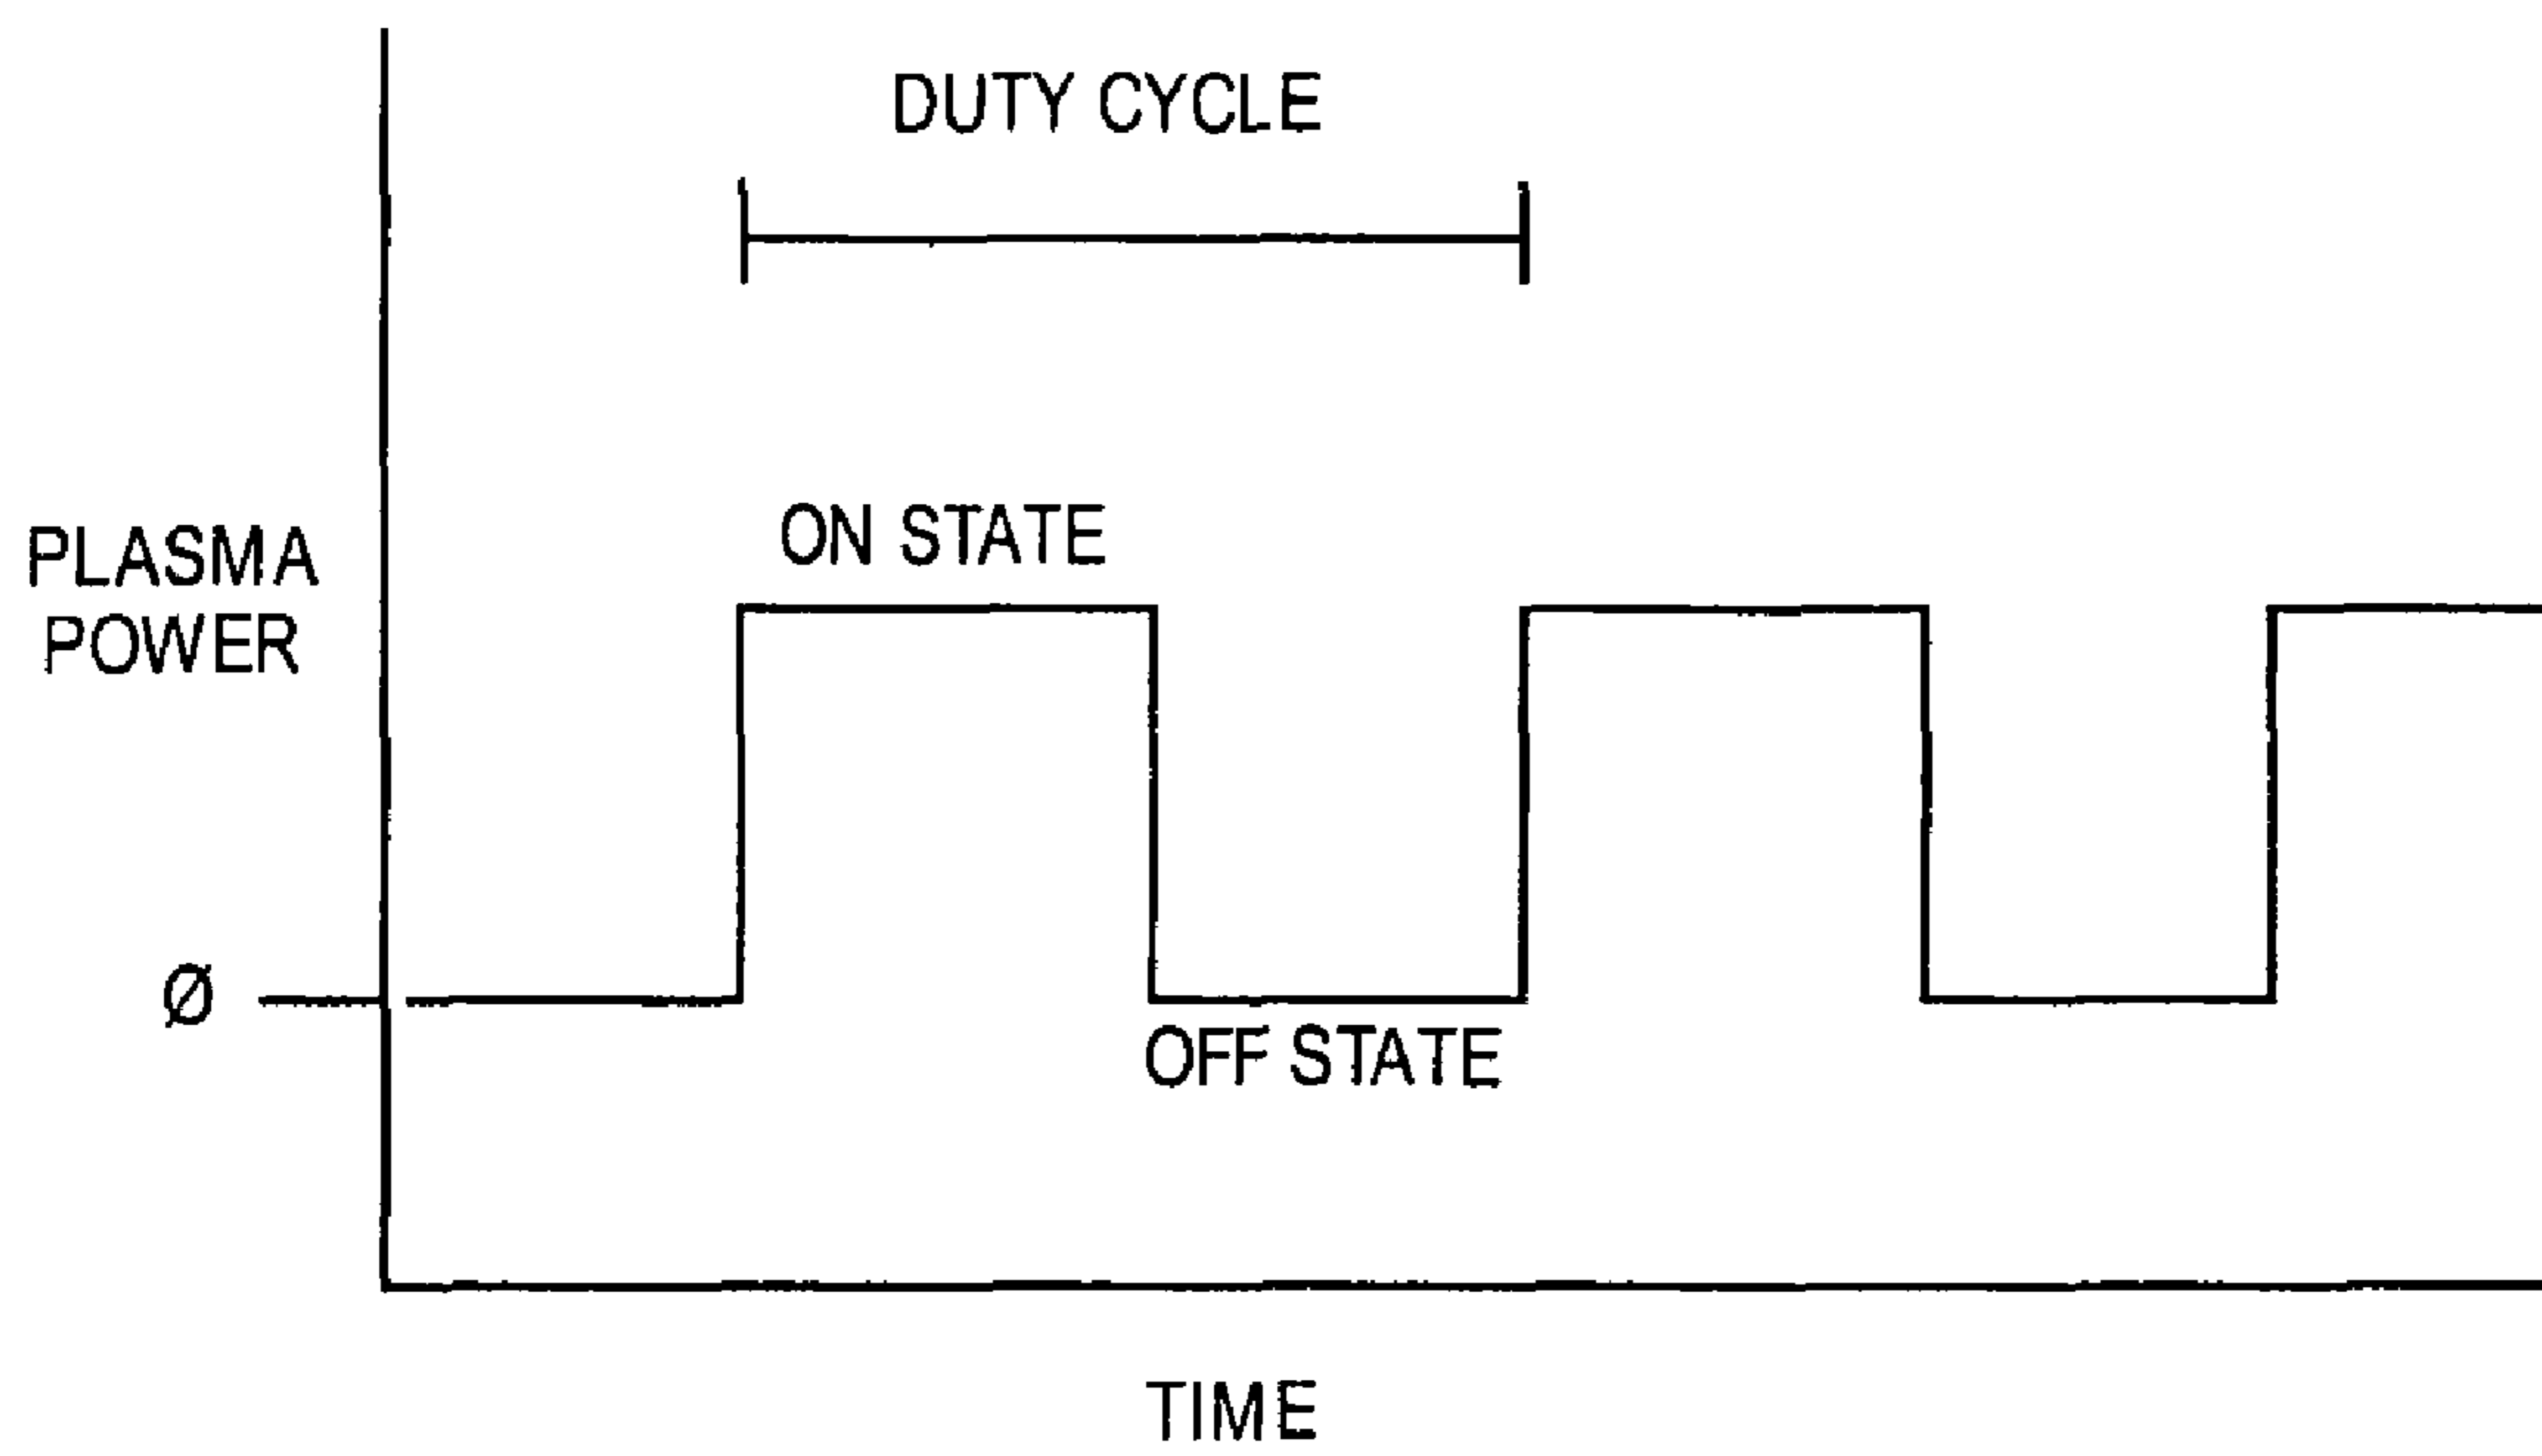 DUTY CYCLE
ON STATE
PLASMA
POWER
Ø
OFF STATE
TIME